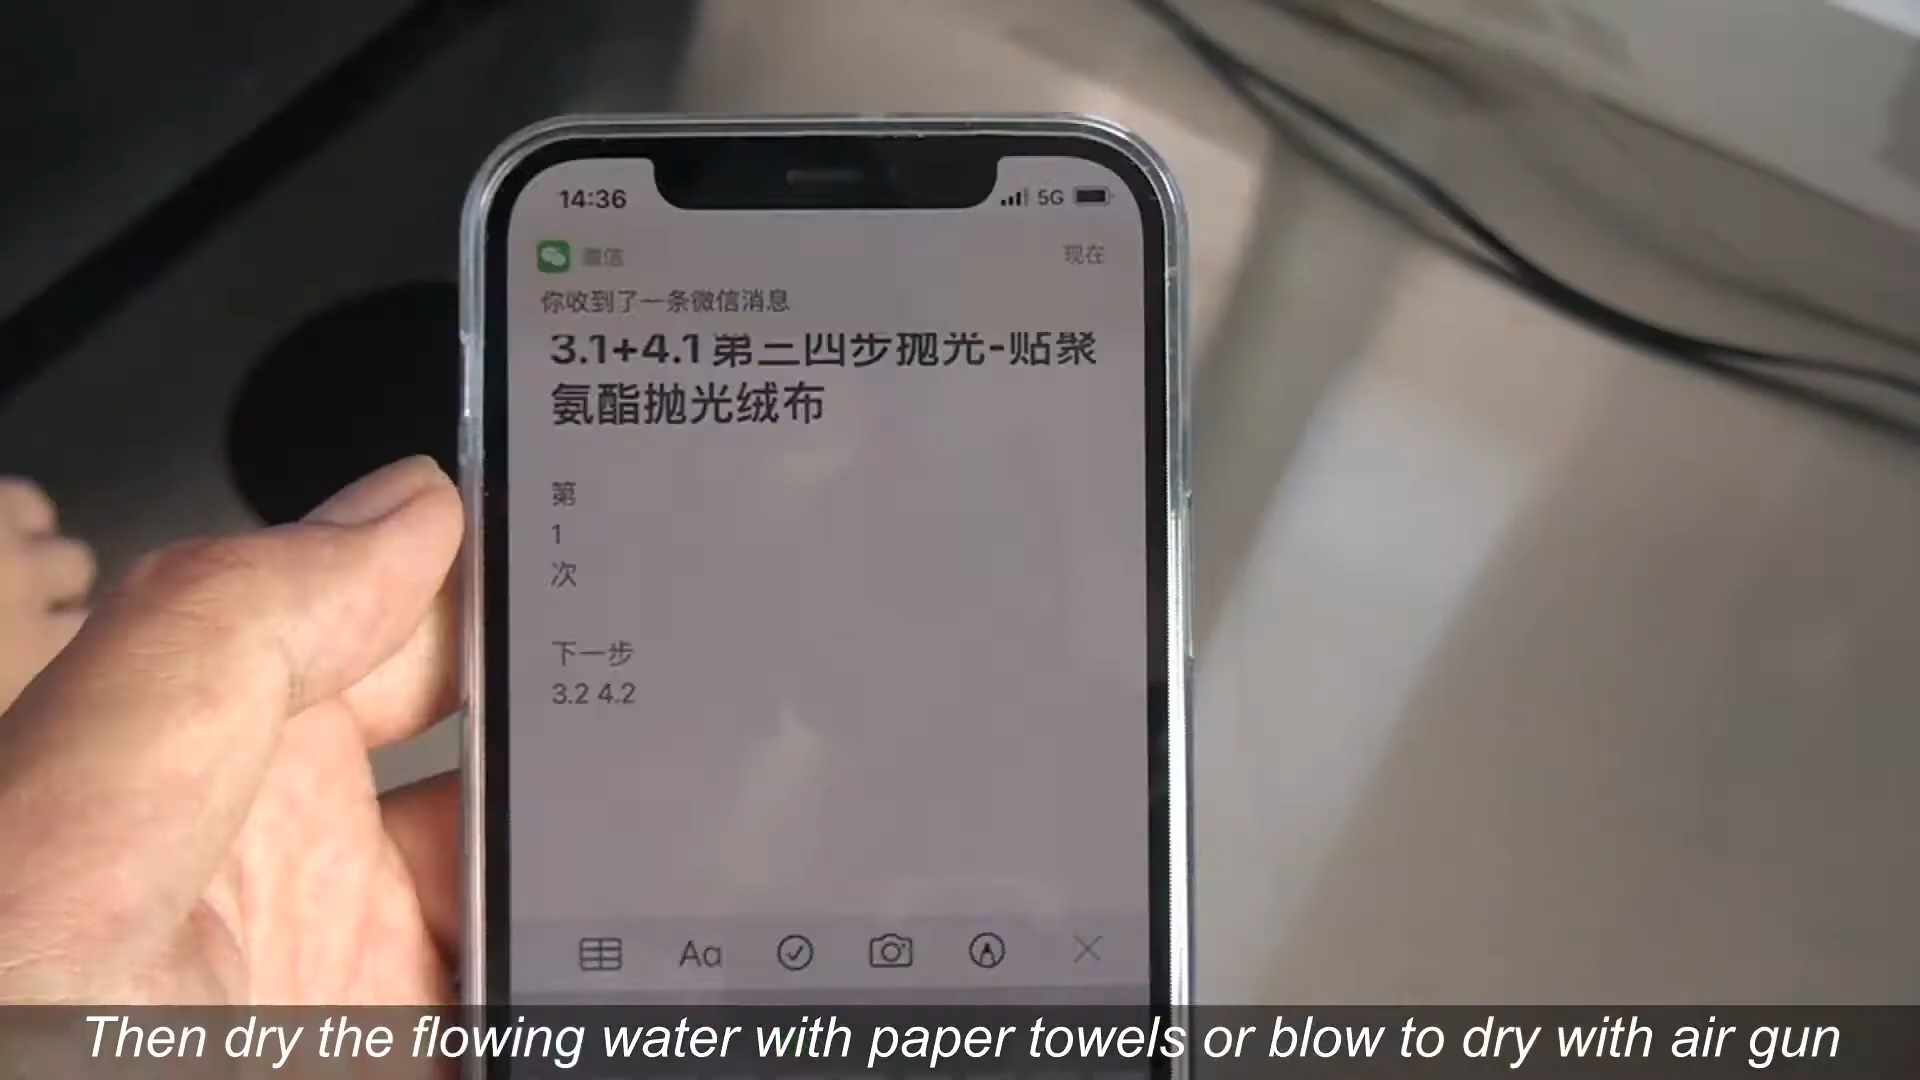 14:36
5G
微信
现在
你收到了一条微信消息
3.1+4.1 第三四步抛光-贴聚
氨酯抛光绒布
第
1
次
下一步
3.2 4.2
Aa
Then dry the flowing water with paper towels or blow to dry with air gun